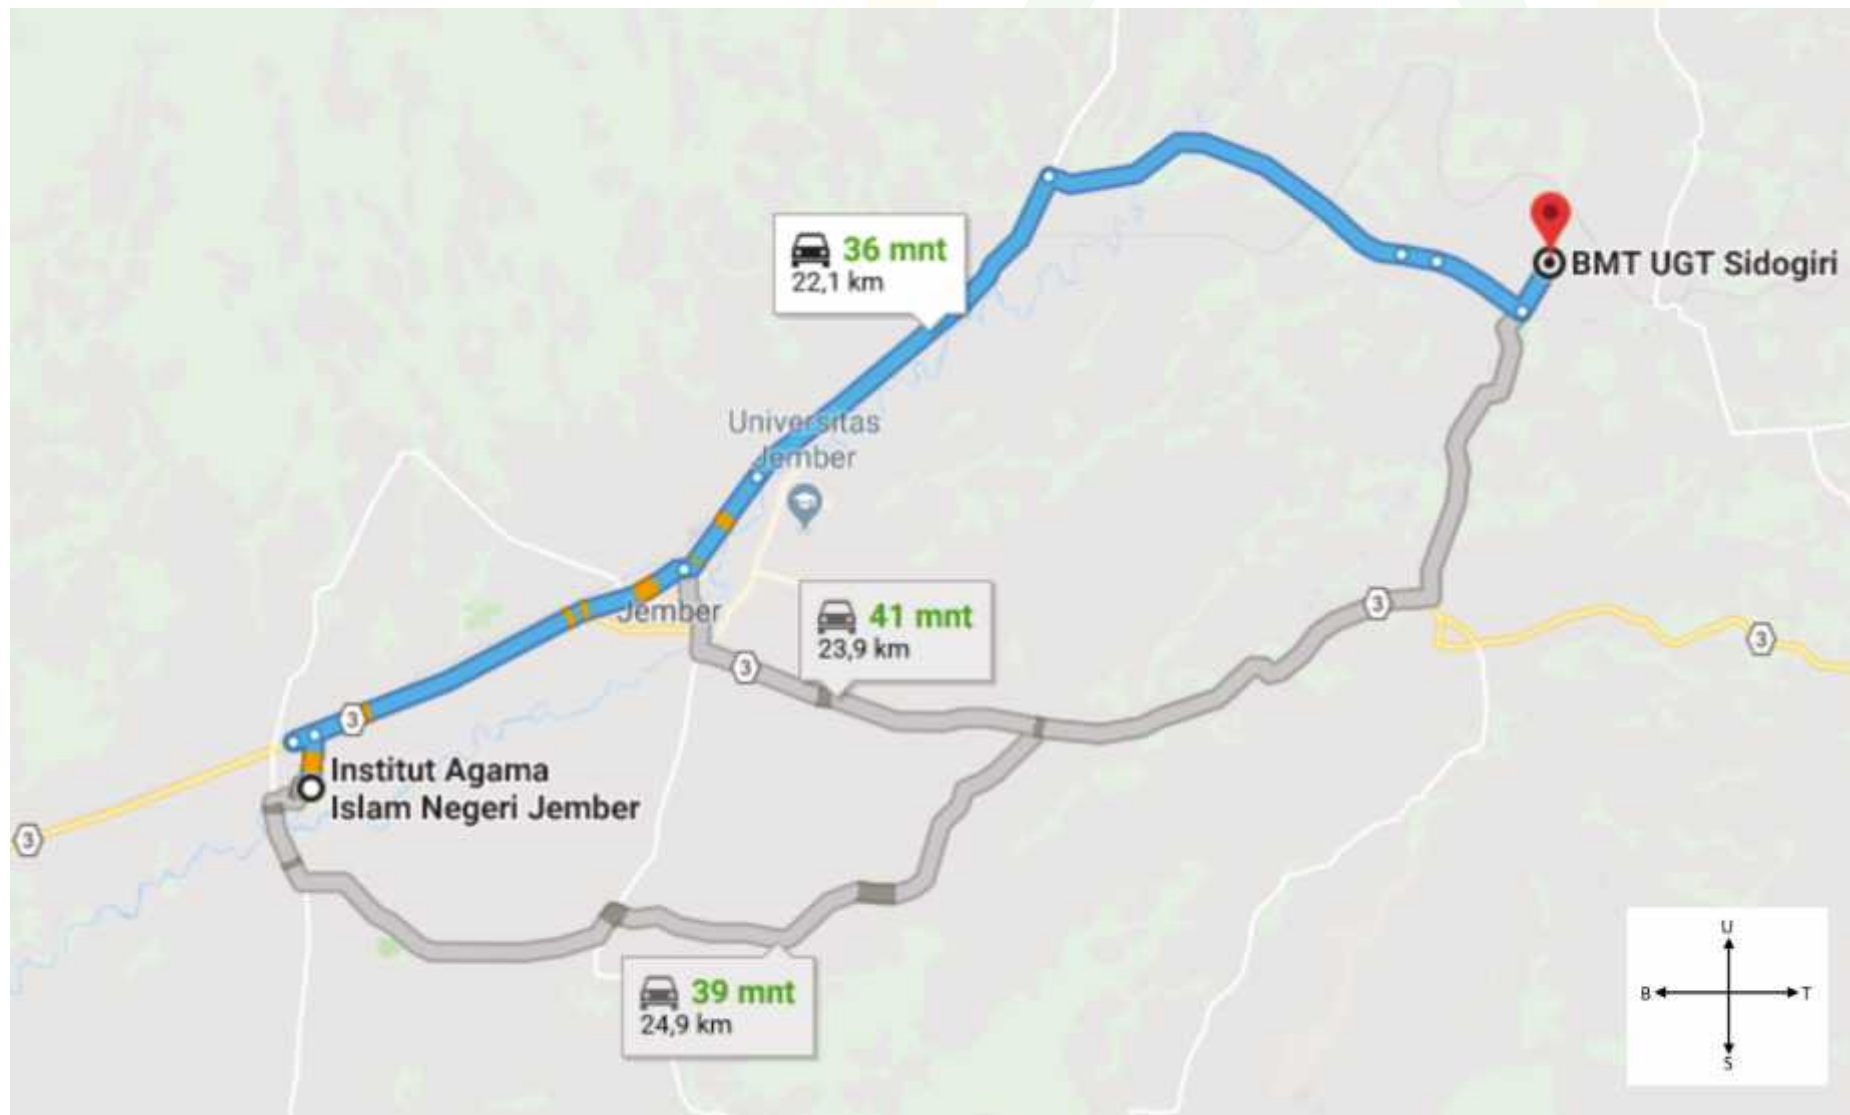 36 mnt
22,1 km
BMT UGT Sidogiri
Universitas
Jember
Jember
41 mnt
23,9 km
3
3
3
3
Institut Agama
Islam Negeri Jember
3
39 mnt
24,9 km
U
B
T
S